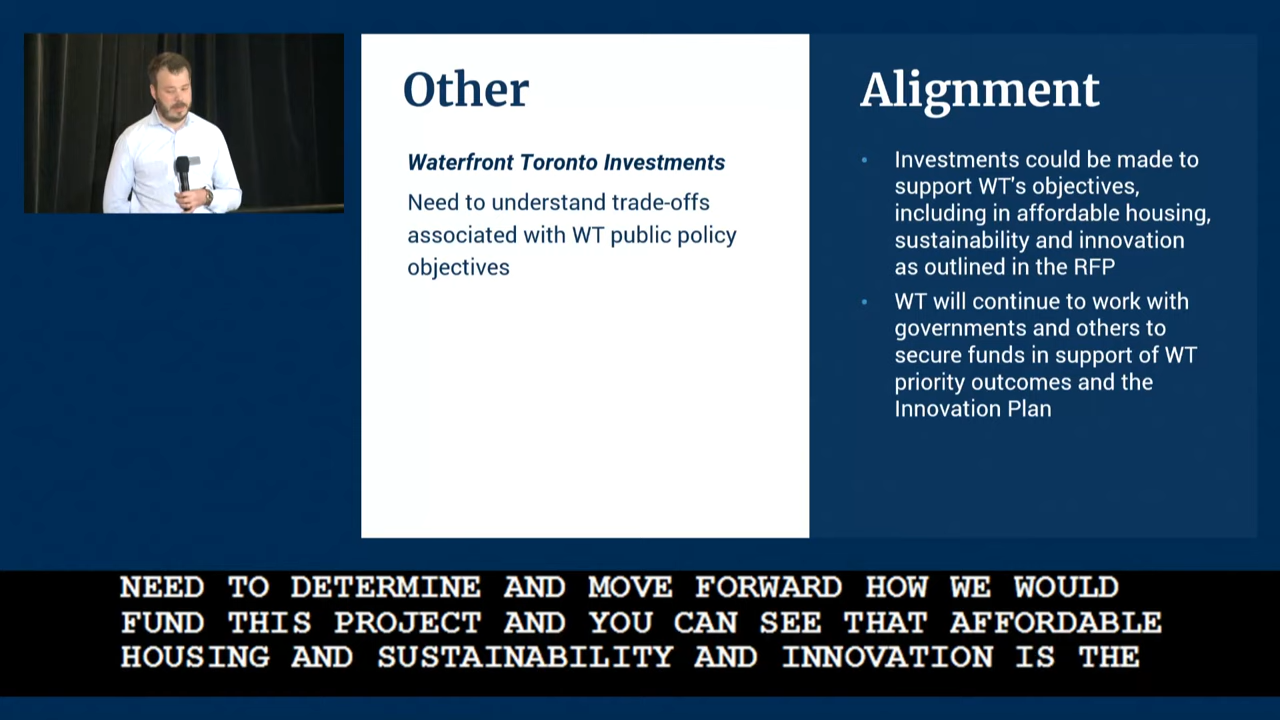 Other
Waterfront Toronto Investments
Need to understand trade-offs
associated with WT public policy
objectives
Alignment
• Investments could be made to
support WT's objectives,
including in affordable housing,
sustainability and innovation
as outlined in the RFP
• WT will continue to work with
governments and others to
secure funds in support of WT
priority outcomes and the
Innovation Plan
NEED TO DETERMINE AND MOVE FORWARD HOW WE WOULD
FUND THIS PROJECT AND YOU CAN SEE THAT AFFORDABLE
HOUSING AND SUSTAINABILITY AND INNOVATION IS THE